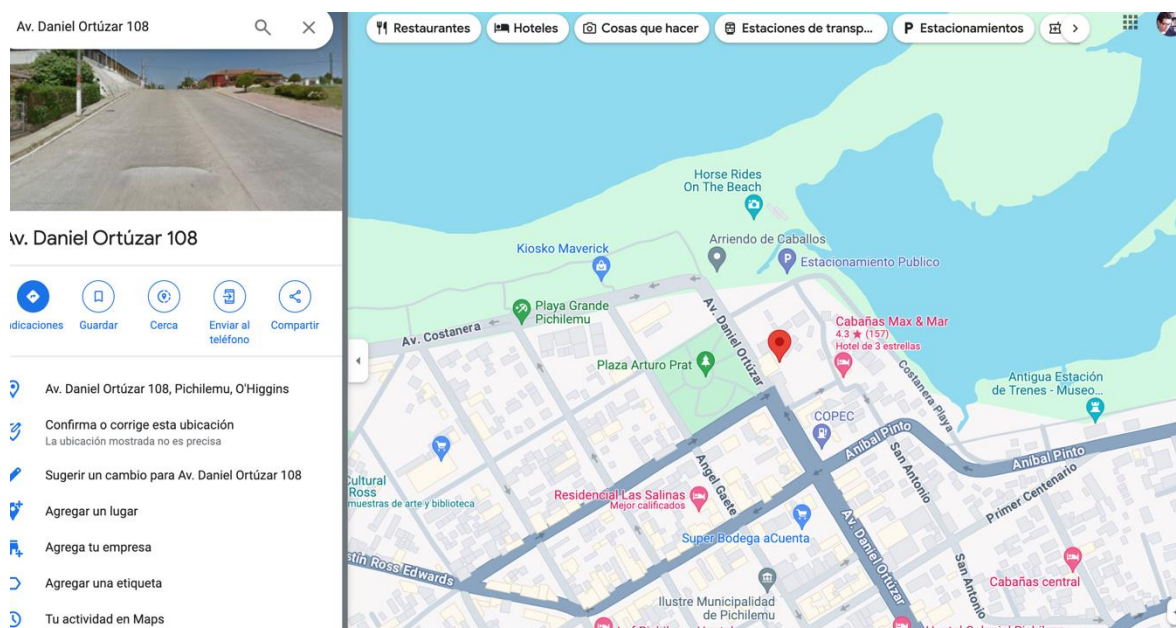 Av. Daniel Ortúzar 108
Restaurantes
Hoteles
Cosas que hacer
Estaciones de transp...
P Estacionamientos
Av. Daniel Ortúzar 108
Indicaciones
Guardar
Cerca
Enviar al
teléfono
Compartir
Av. Daniel Ortúzar 108, Pichilemu, O'Higgins
Confirma o corrige esta ubicación
La ubicación mostrada no es precisa
Sugerir un cambio para Av. Daniel Ortúzar 108
Agregar un lugar
Agrega tu empresa
Agregar una etiqueta
Tu actividad en Maps
Horse Rides
On The Beach
Kiosko Maverick
Arriendo de Caballos
P
Estacionamiento Publico
Playa Grande
Pichilemu
Av. Costanera
Av. Daniel Ortúzar
Cabañas Max & Mar
4.3 ★ (157)
Hotel de 3 estrellas
Plaza Arturo Prat
Costanera Playa
Antigua Estación
de Trenes - Museo...
COPEC
Aníbal Pinto
Aníbal Pinto
San Antonio
Primer Centenario
Angel Gaete
Residencial Las Salinas
Mejor calificados
Cultural
Ross
muestras de arte y biblioteca
Super Bodega aCuenta
Av. Daniel Ortúzar
San Antonio
Cabañas central
stín Ross Edwards
Ilustre Municipalidad
de Pichilemu